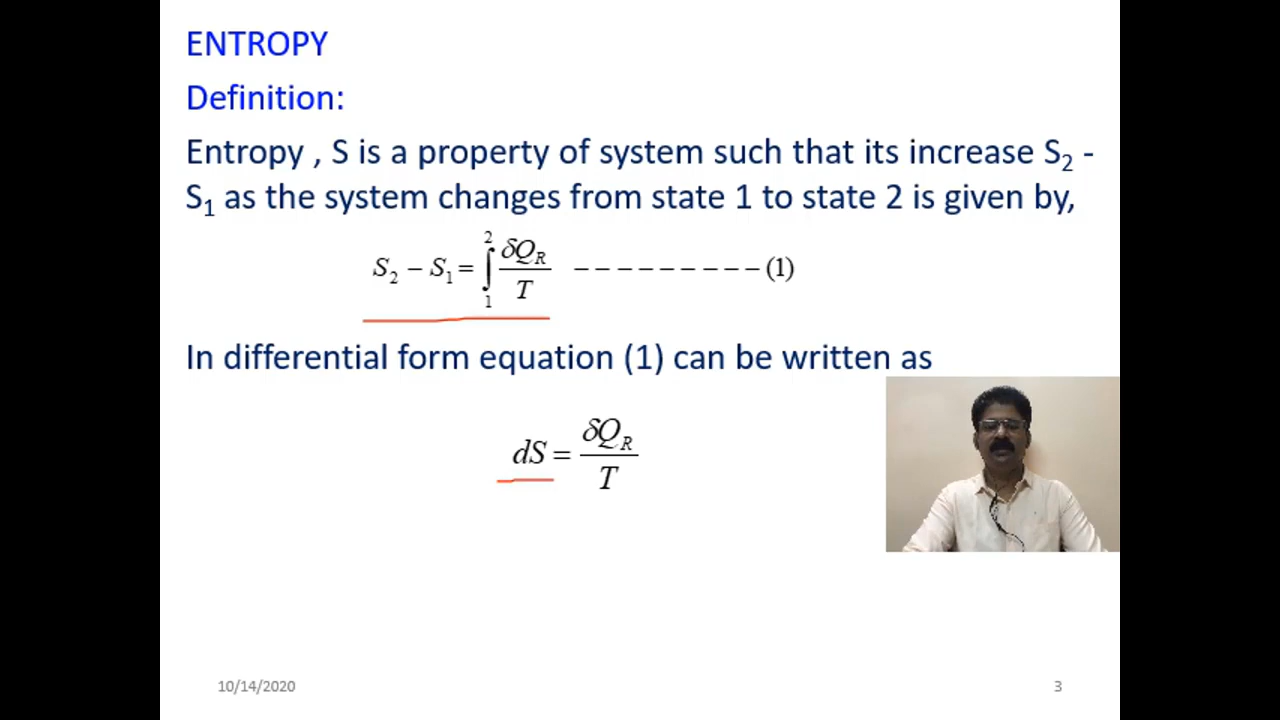 ENTROPY
Definition:
Entropy , S is a property of system such that its increase S₂ -
S₁ as the system changes from state 1 to state 2 is given by,
S₂ − S₁ = ∫₁² δQ_R / T ---------(1)
In differential form equation (1) can be written as
dS = δQ_R / T
10/14/2020
3